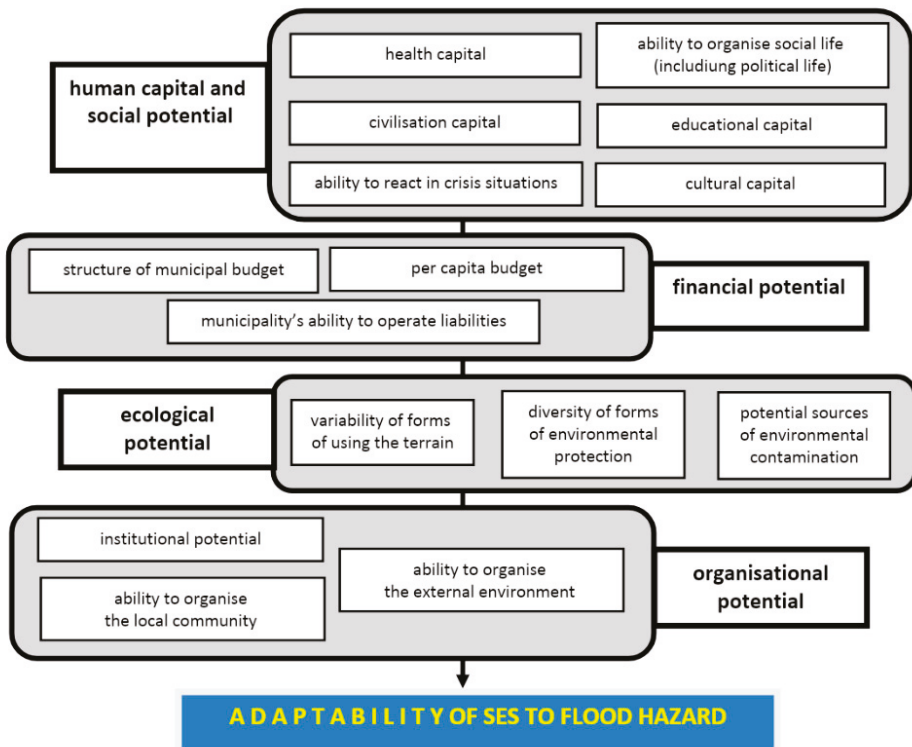 human capital and
social potential
health capital
ability to organise social life
(includiung political life)
civilisation capital
educational capital
ability to react in crisis situations
cultural capital
structure of municipal budget
per capita budget
municipality's ability to operate liabilities
financial potential
ecological
potential
variability of forms
of using the terrain
diversity of forms
of environmental
protection
potential sources
of environmental
contamination
institutional potential
ability to organise
the local community
ability to organise
the external environment
organisational
potential
A D A P T A B I L I T Y OF SES TO FLOOD HAZARD